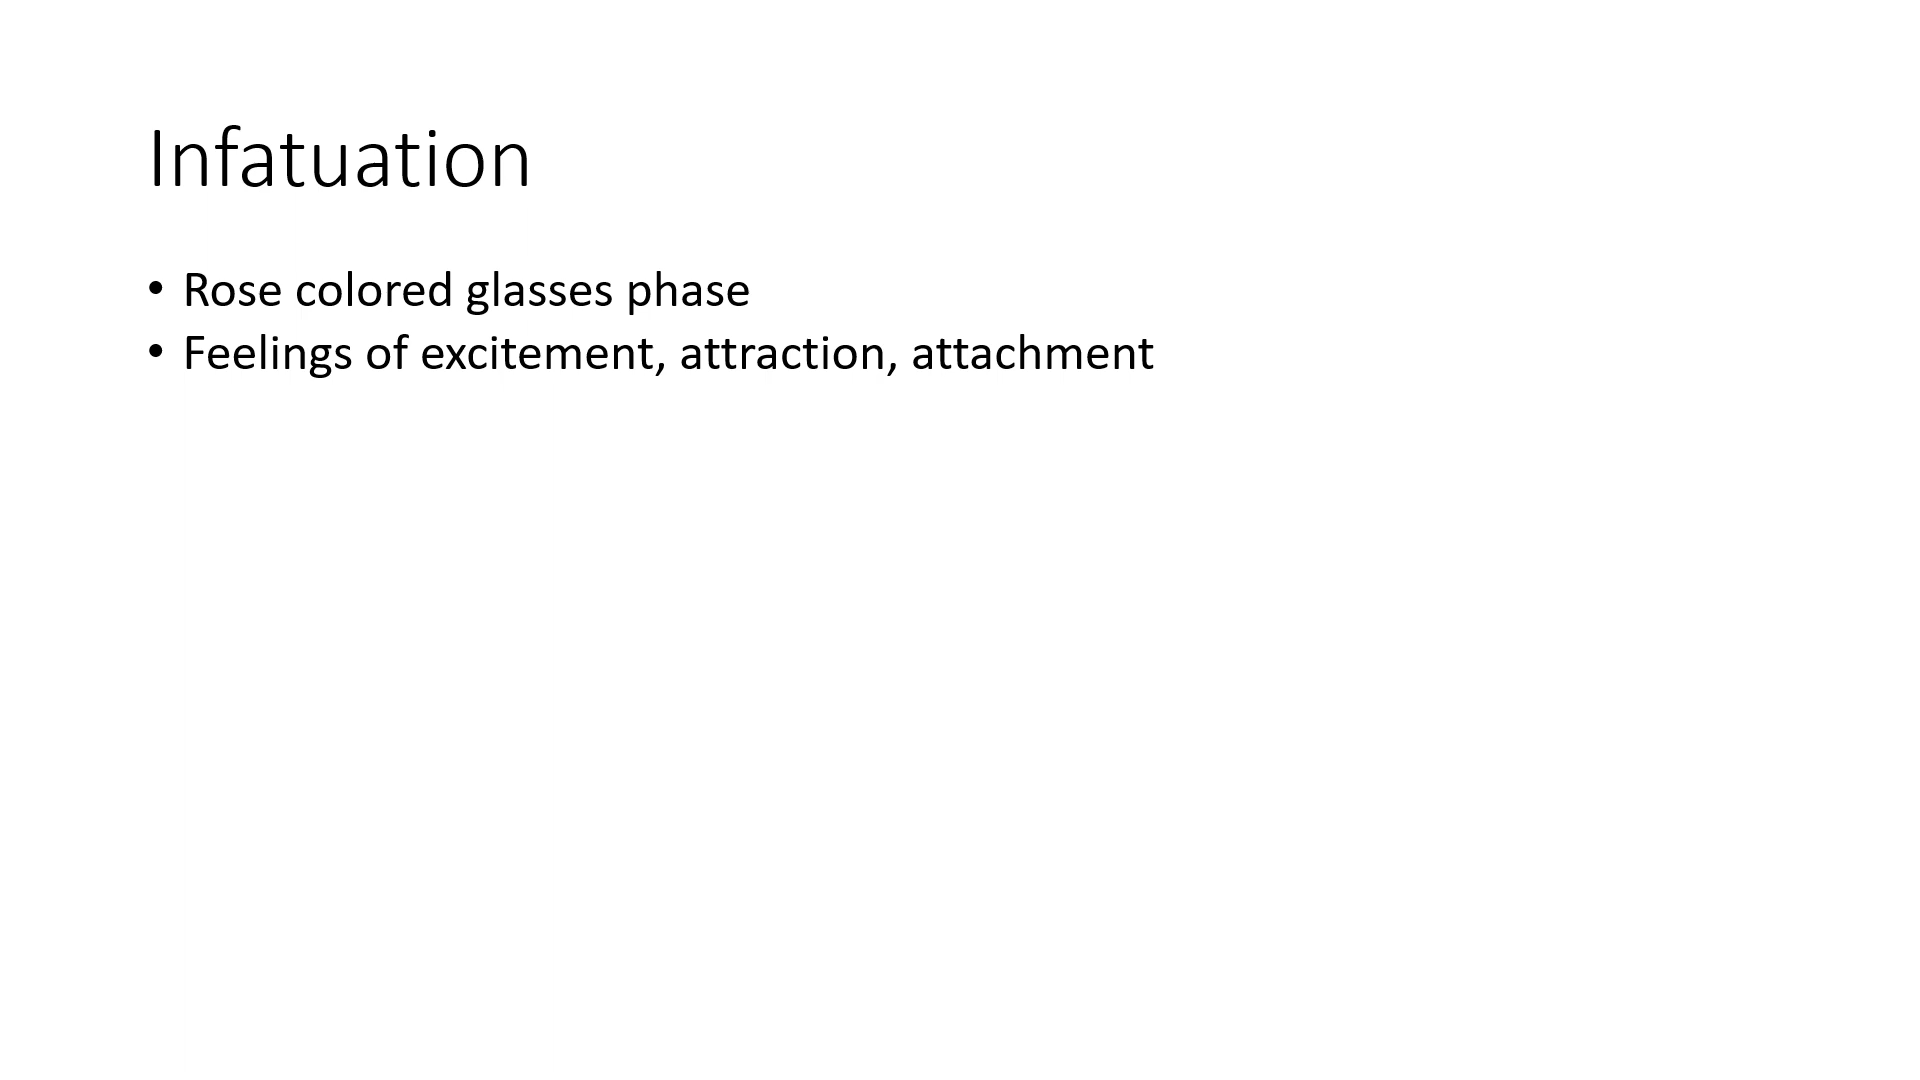 Infatuation
• Rose colored glasses phase
• Feelings of excitement, attraction, attachment